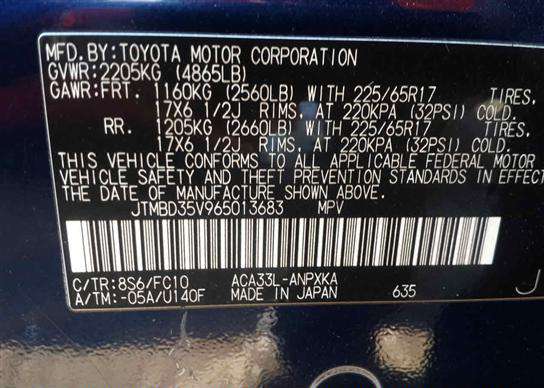 MFD.BY:TOYOTA MOTOR CORPORATION
GVWR:2205KG (4865LB)
GAWR:FRT. 1160KG (2560LB) WITH 225/65R17 TIRES,
17X6 1/2J RIMS, AT 220KPA (32PSI) COLD.
RR. 1205KG (2660LB) WITH 225/65R17 TIRES,
17X6 1/2J RIMS, AT 220KPA (32PSI) COLD.
THIS VEHICLE CONFORMS TO ALL APPLICABLE FEDERAL MOTOR
VEHICLE SAFETY AND THEFT PREVENTION STANDARDS IN EFFECT
THE DATE OF MANUFACTURE SHOWN ABOVE.
JTMBD35V965013683 MPV
C/TR:8S6/FC10 ACA33L-ANPXKA
A/TM:-05A/U140F MADE IN JAPAN 635 J